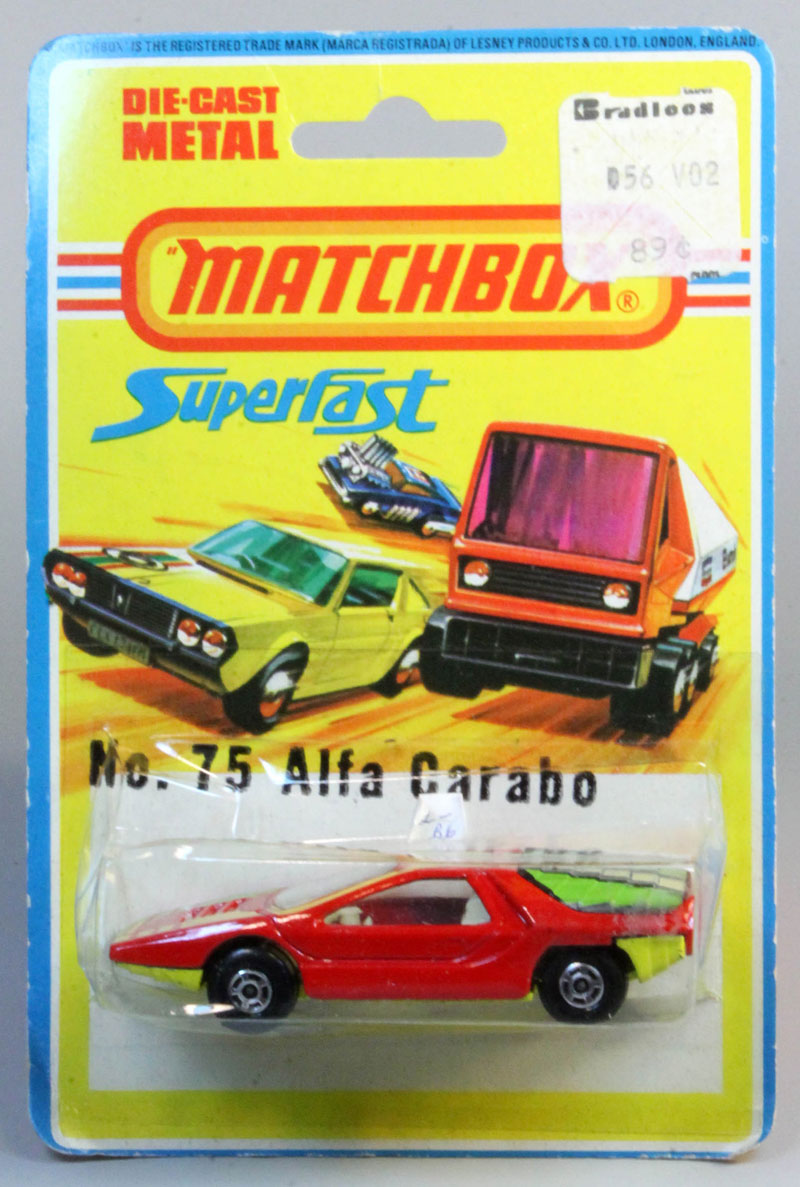 MATCHBOX" IS THE REGISTERED TRADE MARK (MARCA REGISTRADA) OF LESNEY PRODUCTS & CO. LTD. LONDON, ENGLAND.
DIE-CAST
METAL
Bradlees
056 V02
89¢
"MATCHBOX®
Superfast
No. 75 Alfa Carabo